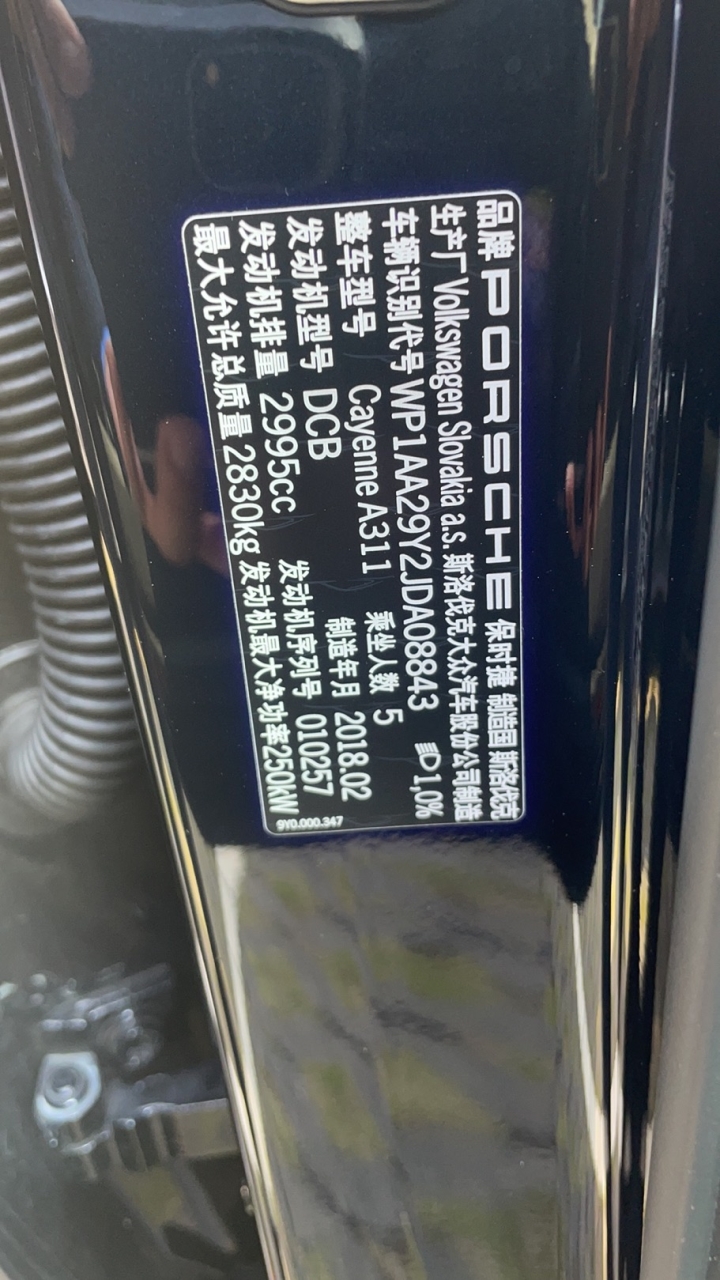 品牌 PORSCHE 保时捷 制造国 斯洛伐克
生产厂 Volkswagen Slovakia a.s. 斯洛伐克大众汽车股份公司制造
车辆识别代号 WP1AA29Y2JDA08843 1,0%
整车型号 Cayenne A311 乘坐人数 5
发动机型号 DCB 制造年月 2018.02
发动机排量 2995cc 发动机序列号 010257
最大允许总质量 2830kg 发动机最大净功率250kW
9Y0.000.347